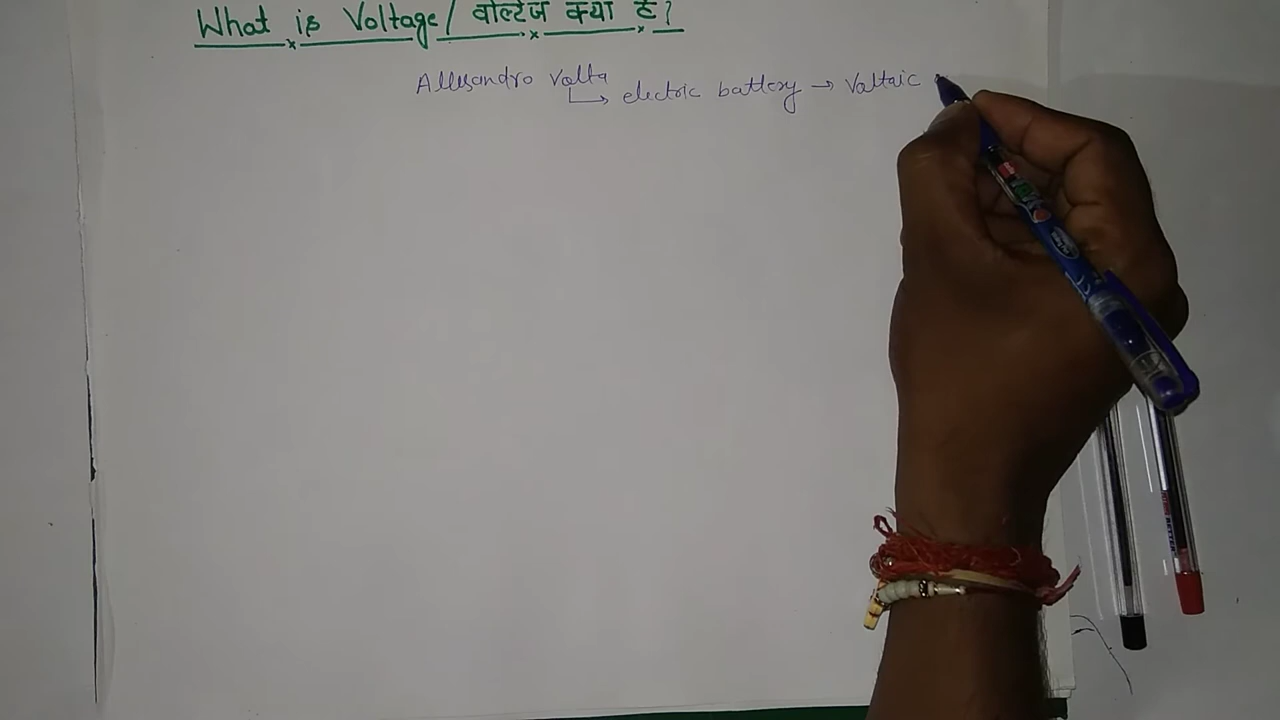 What is Voltage/ वोल्टेज क्या है?
Allesandro Volta
electric battery → Voltaic